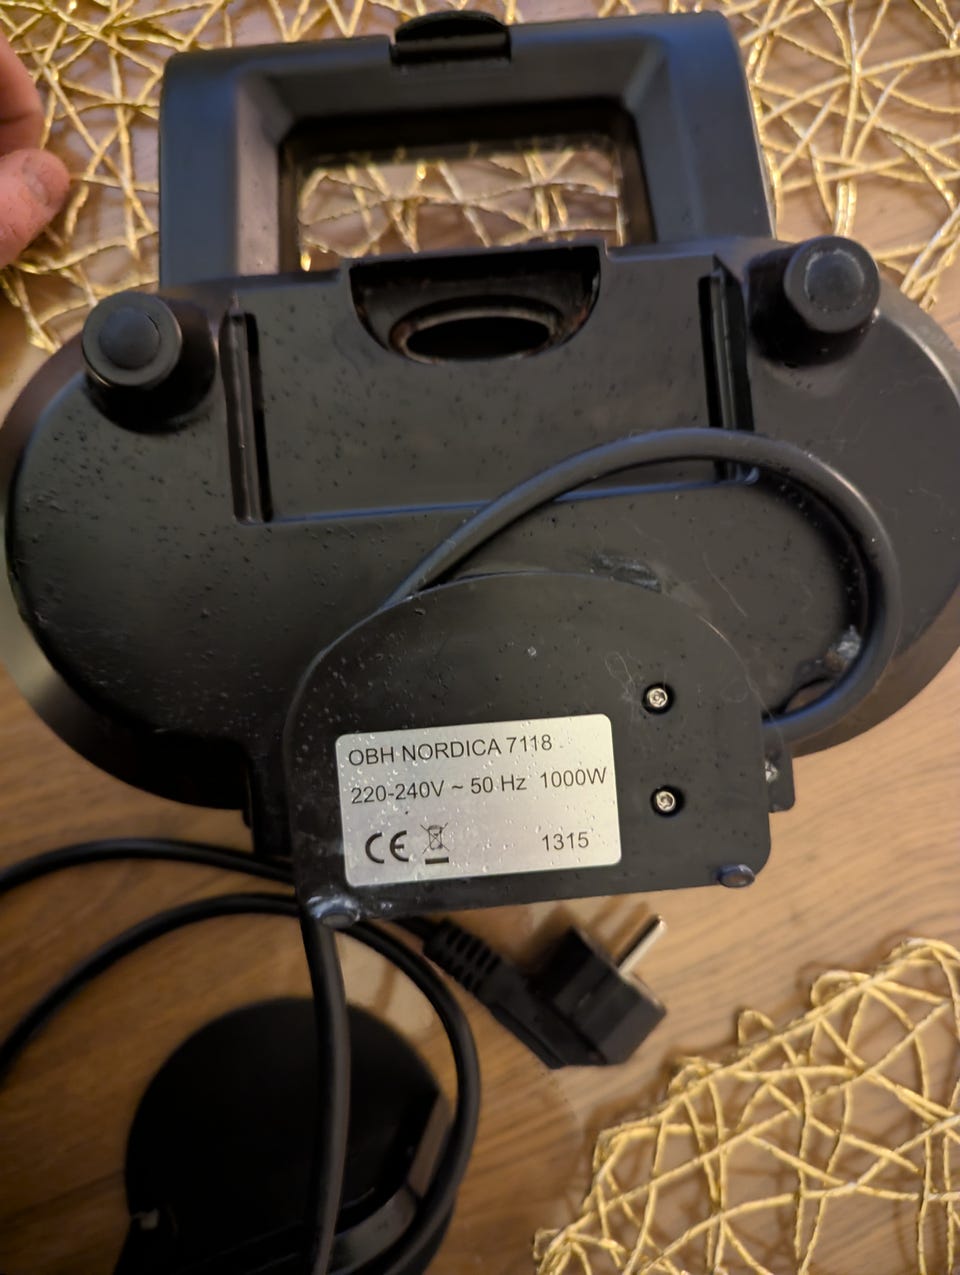 OBH NORDICA 7118
220-240V ~ 50 Hz 1000W
CE 1315